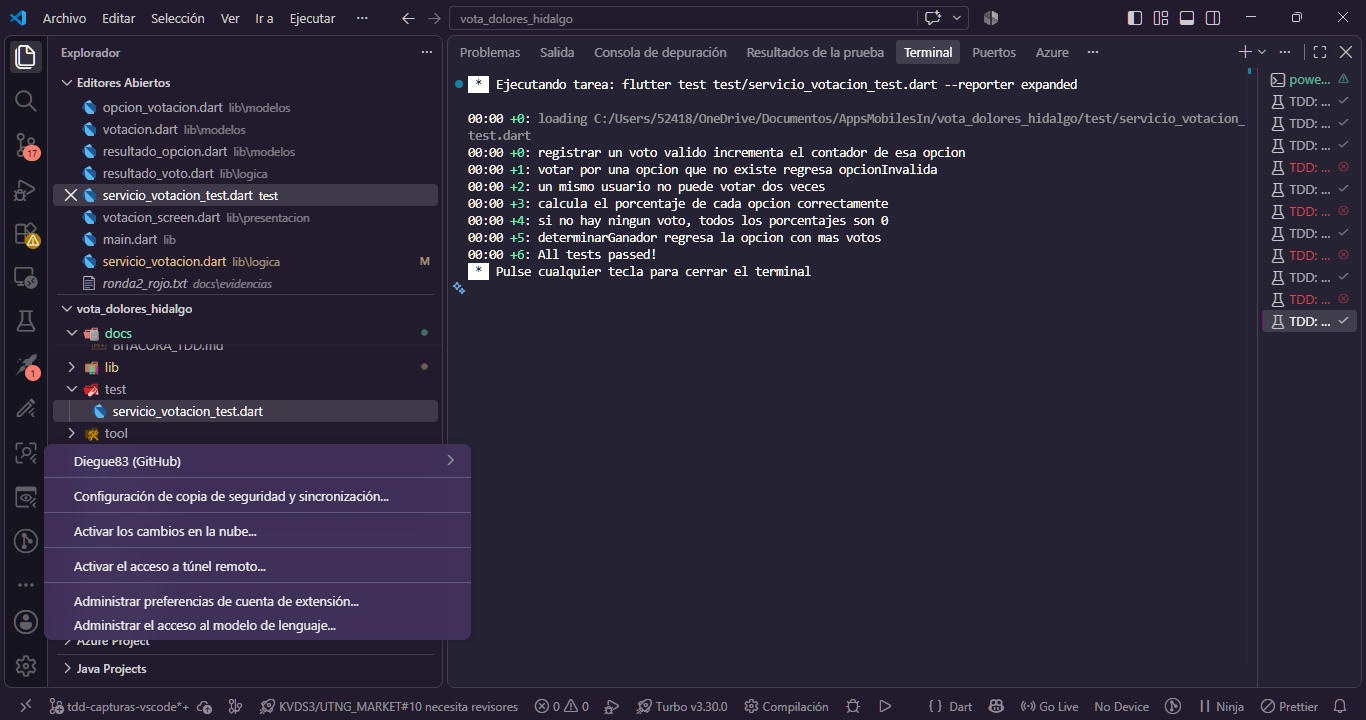 Archivo Editar Selección Ver Ir a Ejecutar ··· vota_dolores_hidalgo
Explorador ···
Editores Abiertos
opcion_votacion.dart lib\modelos
votacion.dart lib\modelos
resultado_opcion.dart lib\modelos
resultado_voto.dart lib\logica
servicio_votacion_test.dart test
votacion_screen.dart lib\presentacion
main.dart lib
servicio_votacion.dart lib\logica M
ronda2_rojo.txt docs\evidencias
vota_dolores_hidalgo
docs
BITACORA_TDD.md
lib
test
servicio_votacion_test.dart
tool
17
1
Diegue83 (GitHub)
Configuración de copia de seguridad y sincronización...
Activar los cambios en la nube...
Activar el acceso a túnel remoto...
Administrar preferencias de cuenta de extensión...
Administrar el acceso al modelo de lenguaje...
Azure Project
Java Projects
Problemas Salida Consola de depuración Resultados de la prueba Terminal Puertos Azure ···
* Ejecutando tarea: flutter test test/servicio_votacion_test.dart --reporter expanded
00:00 +0: loading C:/Users/52418/OneDrive/Documentos/AppsMobilesIn/vota_dolores_hidalgo/test/servicio_votacion_
test.dart
00:00 +0: registrar un voto valido incrementa el contador de esa opcion
00:00 +1: votar por una opcion que no existe regresa opcionInvalida
00:00 +2: un mismo usuario no puede votar dos veces
00:00 +3: calcula el porcentaje de cada opcion correctamente
00:00 +4: si no hay ningun voto, todos los porcentajes son 0
00:00 +5: determinarGanador regresa la opcion con mas votos
00:00 +6: All tests passed!
* Pulse cualquier tecla para cerrar el terminal
powe...
TDD: ...
TDD: ...
TDD: ...
TDD: ...
TDD: ...
TDD: ...
TDD: ...
TDD: ...
TDD: ...
TDD: ...
TDD: ...
tdd-capturas-vscode*+ KVDS3/UTNG_MARKET#10 necesita revisores 0 0 Turbo v3.30.0 Compilación { } Dart Go Live No Device Ninja Prettier